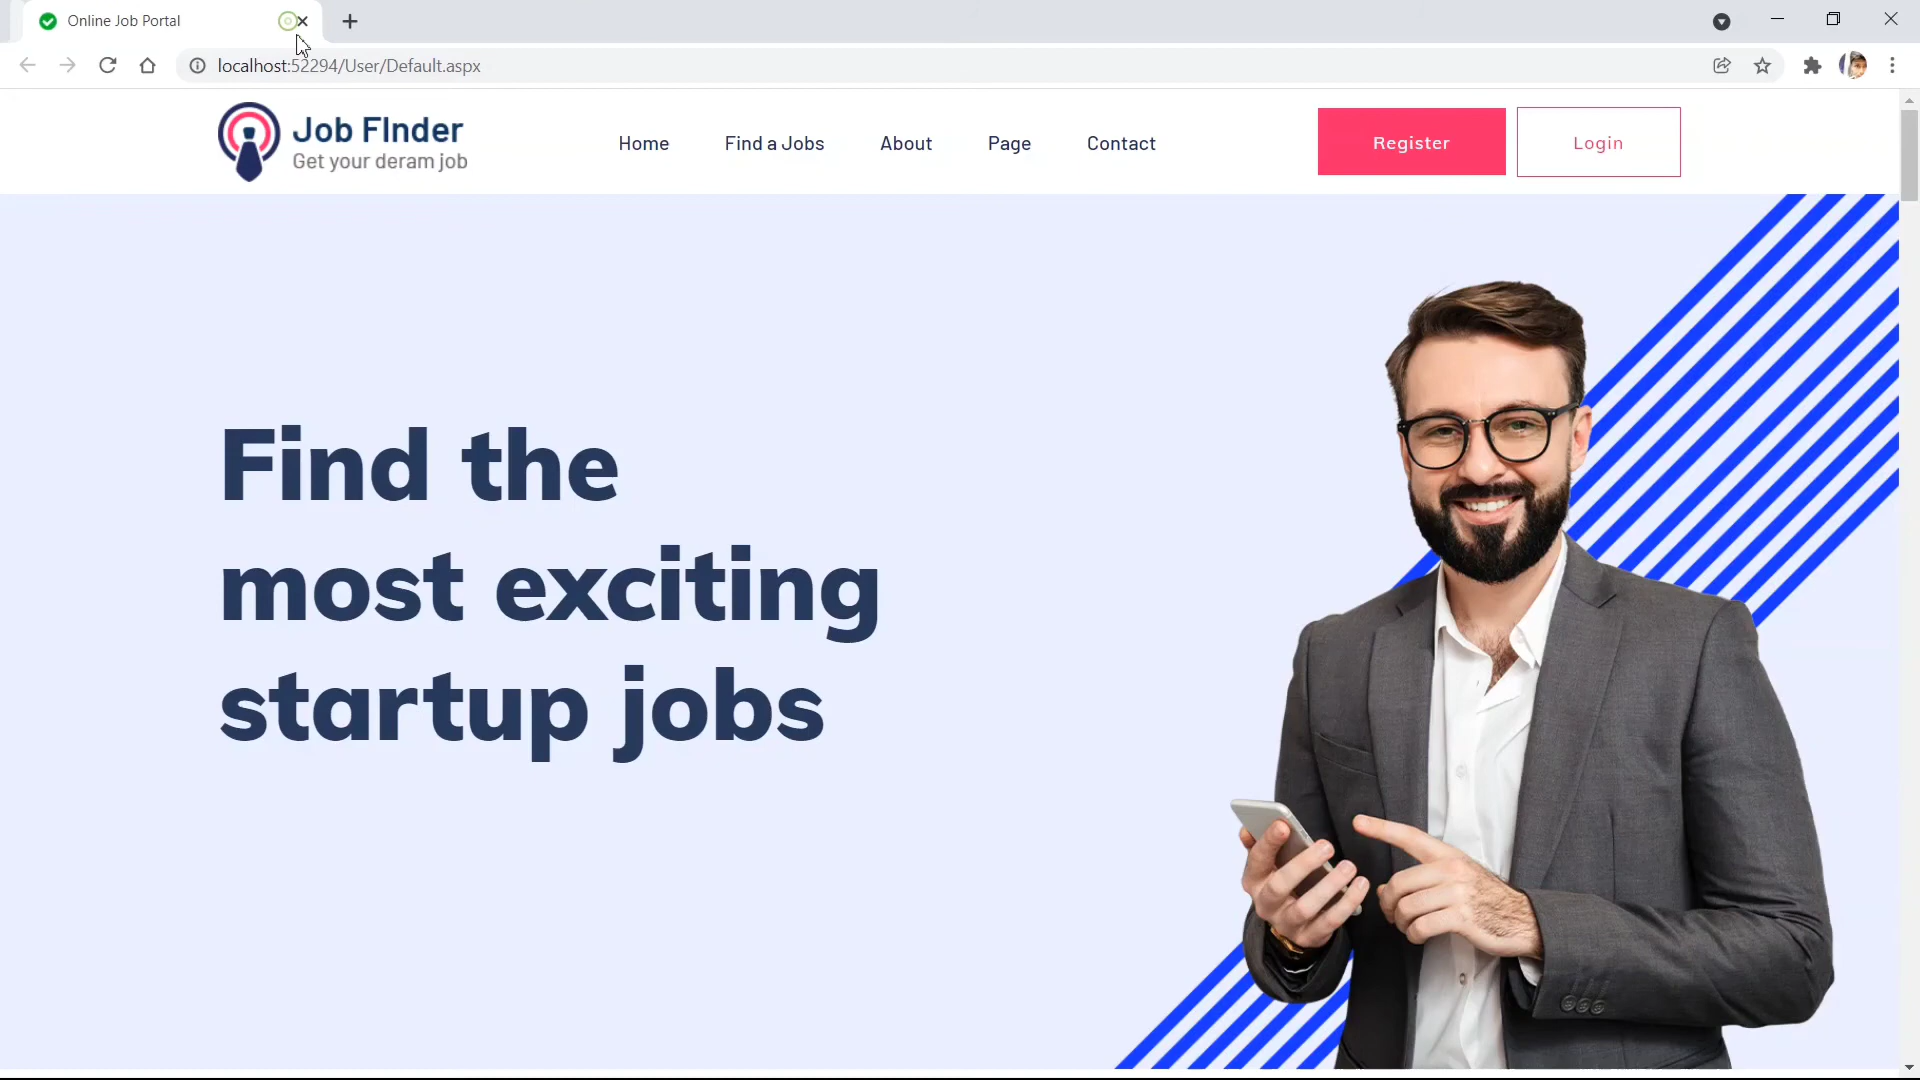 Online Job Portal
localhost:52294/User/Default.aspx
Job FInder
Get your deram job
Home
Find a Jobs
About
Page
Contact
Register
Login
Find the
most exciting
startup jobs